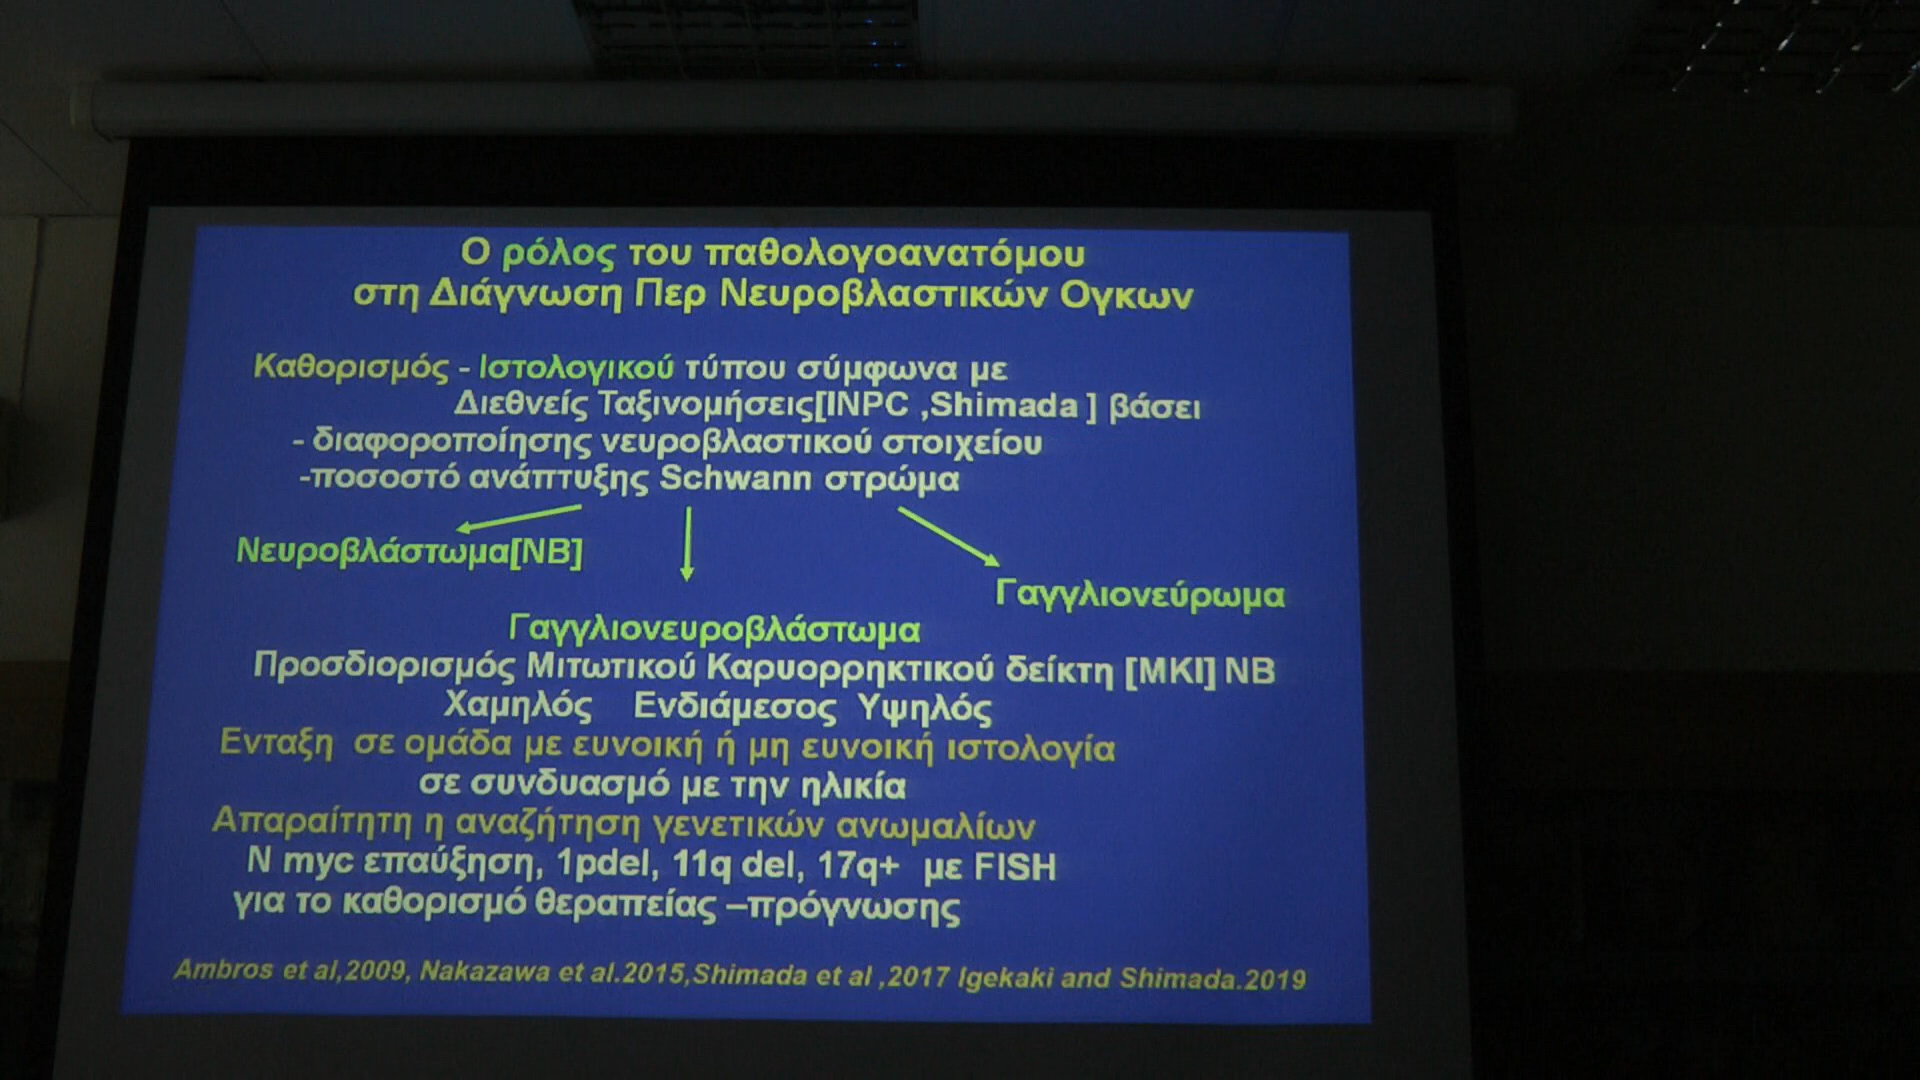 Ο ρόλος του παθολογοανατόμου
στη Διάγνωση Περ Νευροβλαστικών Ογκων
Καθορισμός - Ιστολογικού τύπου σύμφωνα με
Διεθνείς Ταξινομήσεις[INPC ,Shimada ] βάσει
- διαφοροποίησης νευροβλαστικού στοιχείου
-ποσοστό ανάπτυξης Schwann στρώμα
Νευροβλάστωμα[NB]
Γαγγλιονεύρωμα
Γαγγλιονευροβλάστωμα
Προσδιορισμός Μιτωτικού Καρυορρηκτικού δείκτη [MKI] NB
Χαμηλός Ενδιάμεσος Υψηλός
Ενταξη σε ομάδα με ευνοική ή μη ευνοική ιστολογία
σε συνδυασμό με την ηλικία
Απαραίτητη η αναζήτηση γενετικών ανωμαλίων
N myc επαύξηση, 1pdel, 11q del, 17q+ με FISH
για το καθορισμό θεραπείας –πρόγνωσης
Ambros et al,2009, Nakazawa et al.2015,Shimada et al ,2017 Igekaki and Shimada.2019